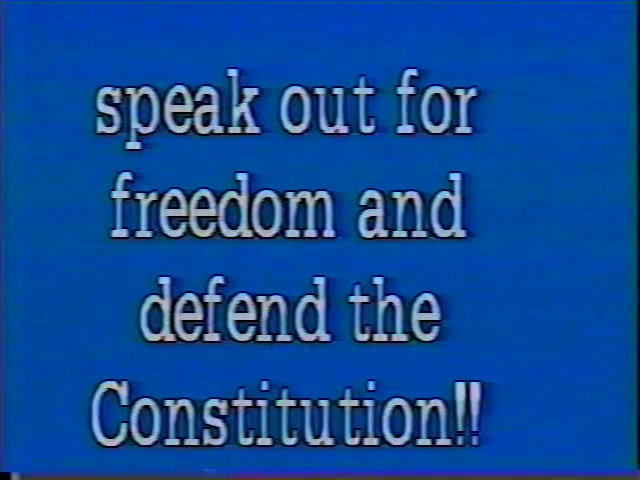 speak out for
freedom and
defend the
Constitution!!